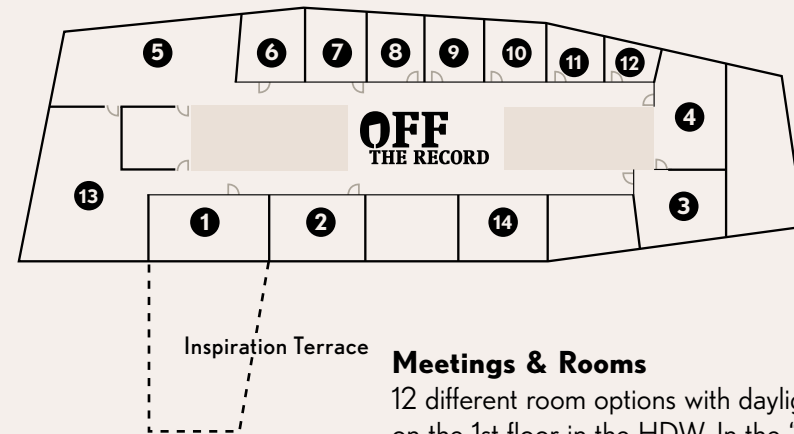 5
6
7
8
9
10
11
12
4
OFF
THE RECORD
13
1
2
14
3
Inspiration Terrace
Meetings & Rooms
12 different room options with
on the 1st floor in the HDW. In the